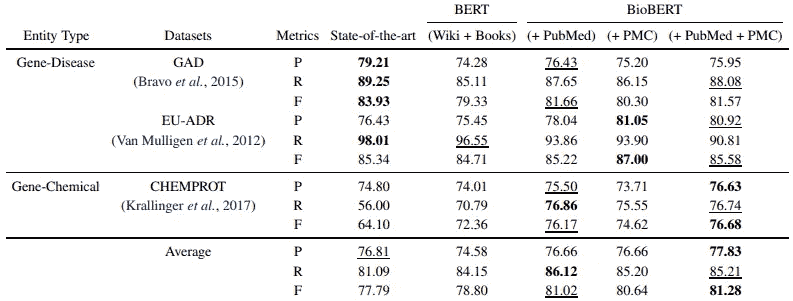 BERT BioBERT
Entity Type Datasets Metrics State-of-the-art (Wiki + Books) (+ PubMed) (+ PMC) (+ PubMed + PMC)
Gene-Disease GAD P 79.21 74.28 76.43 75.20 75.95
(Bravo et al., 2015) R 89.25 85.11 87.65 86.15 88.08
F 83.93 79.33 81.66 80.30 81.57
EU-ADR P 76.43 75.45 78.04 81.05 80.92
(Van Mulligen et al., 2012) R 98.01 96.55 93.86 93.90 90.81
F 85.34 84.71 85.22 87.00 85.58
Gene-Chemical CHEMPROT P 74.80 74.01 75.50 73.71 76.63
(Krallinger et al., 2017) R 56.00 70.79 76.86 75.55 76.74
F 64.10 72.36 76.17 74.62 76.68
Average P 76.81 74.58 76.66 76.66 77.83
R 81.09 84.15 86.12 85.20 85.21
F 77.79 78.80 81.02 80.64 81.28